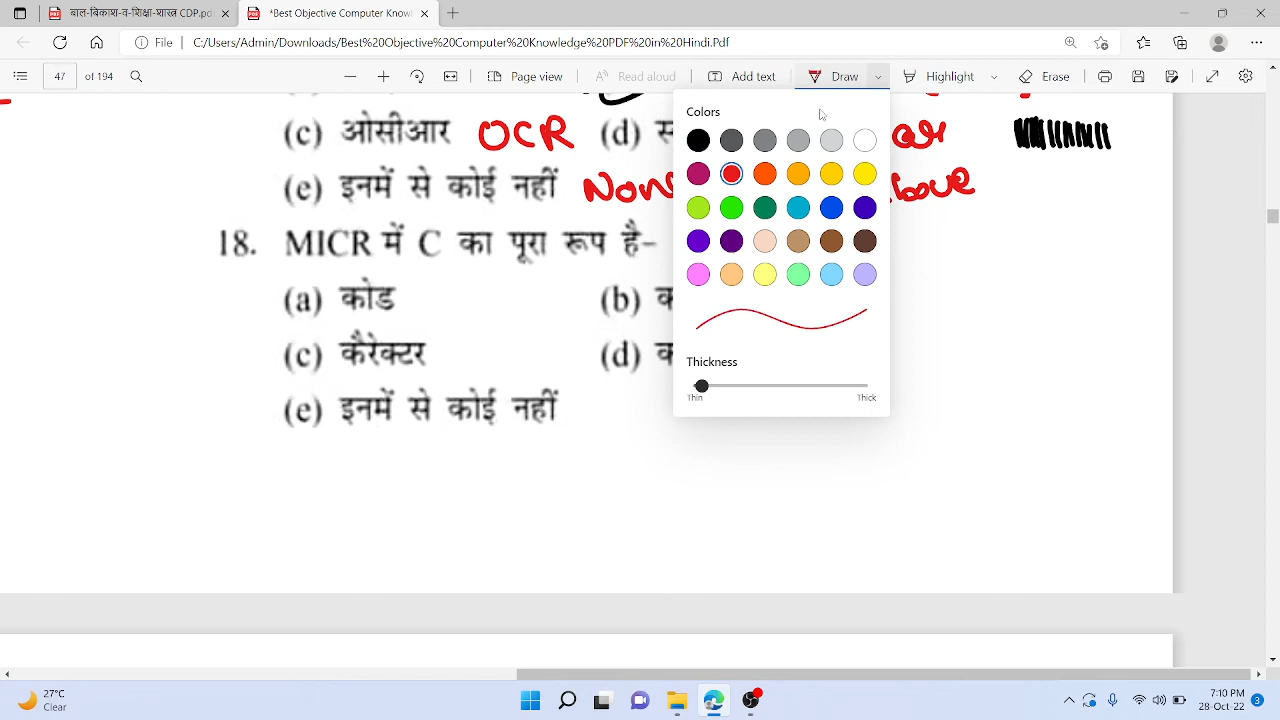 बाल-विकास-व-शिक्षा-शास्त्र CDP.pd
*Best Objective Computer Know
File
C:/Users/Admin/Downloads/Best%20Objective%20Computer%20Knowledge%20PDF%20in%20Hindi.Pdf
47 of 194
Page view
Read aloud
Add text
Draw
Highlight
Erase
Colors
(c) ओसीआर OCR (d)
(e) इनमें से कोई नहीं
18. MICR में C का पूरा रूप है–
(a) कोड (b)
(c) कैरेक्टर (d)
(e) इनमें से कोई नहीं
Thickness
Thin Thick
27°C
Clear
7:10 PM
28-Oct-22
3